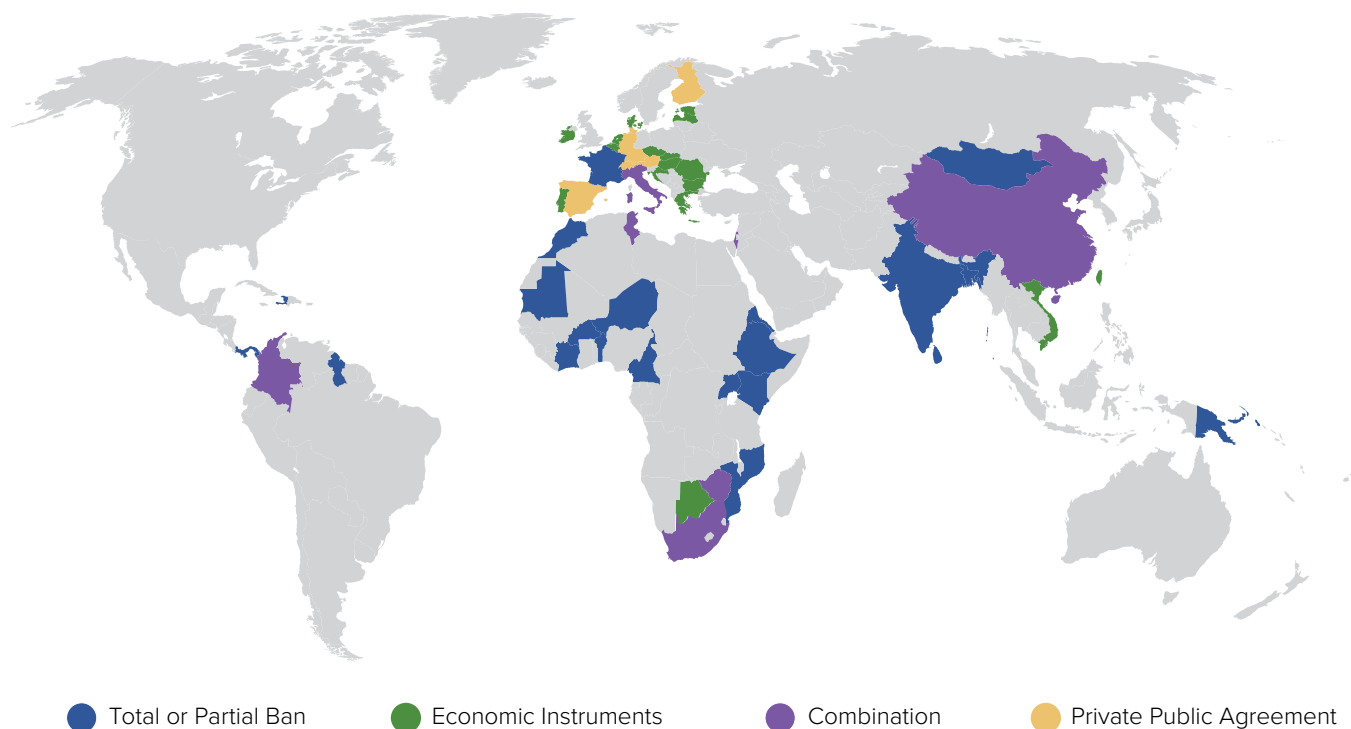 Total or Partial Ban
Economic Instruments
Combination
Private Public Agreement